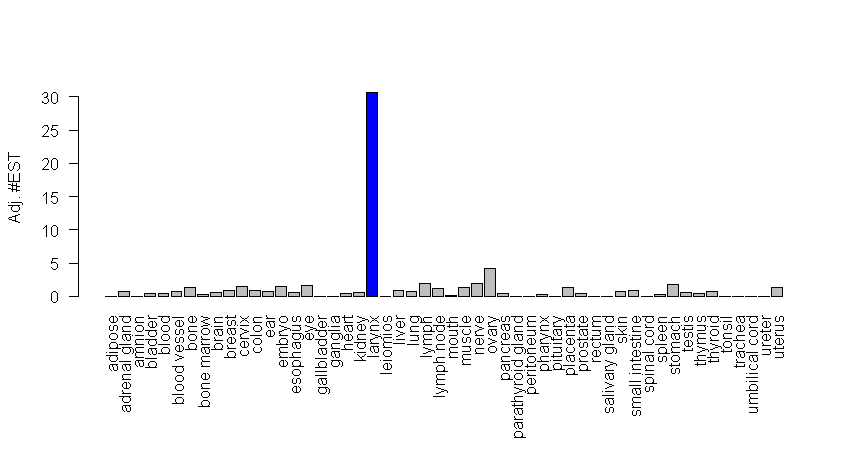 Adj. #EST
30
25
20
15
10
5
0
adipose
adrenal gland
amnion
bladder
blood
blood vessel
bone
bone marrow
brain
breast
cervix
colon
ear
embryo
esophagus
eye
gallbladder
ganglia
heart
kidney
larynx
leiomios
liver
lung
lymph
lymph node
mouth
muscle
nerve
ovary
pancreas
parathyroid gland
peritoneum
pharynx
pituitary
placenta
prostate
rectum
salivary gland
skin
small intestine
spinal cord
spleen
stomach
testis
thymus
thyroid
tonsil
trachea
umbilical cord
ureter
uterus